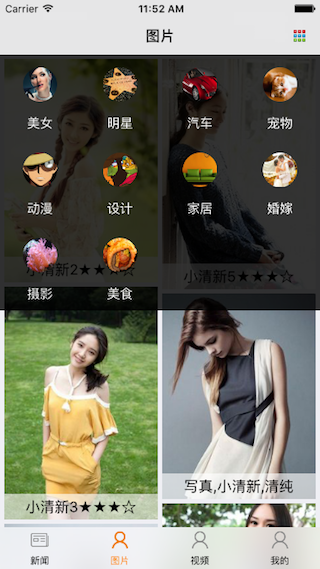 Carrier 11:52 AM
图片
美女 明星 汽车 宠物
动漫 设计 家居 婚嫁
小清新2★★★☆ 小清新5★★★☆
摄影 美食
小清新3★★★☆
写真,小清新,清纯
新闻 图片 视频 我的